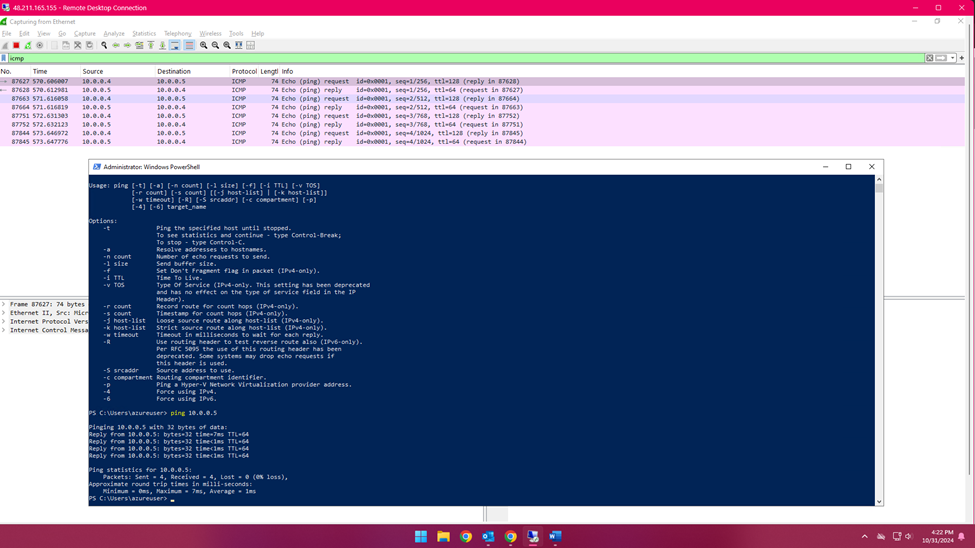 48.211.165.155 - Remote Desktop Connection
Capturing from Ethernet
File Edit View Go Capture Analyze Statistics Telephony Wireless Tools Help
icmp
No. Time Source Destination Protocol Lengtl Info
87627 570.606007 10.0.0.4 10.0.0.5 ICMP 74 Echo (ping) request id=0x0001, seq=1/256, ttl=128 (reply in 87628)
87628 570.612981 10.0.0.5 10.0.0.4 ICMP 74 Echo (ping) reply id=0x0001, seq=1/256, ttl=64 (request in 87627)
87663 571.616058 10.0.0.4 10.0.0.5 ICMP 74 Echo (ping) request id=0x0001, seq=2/512, ttl=128 (reply in 87664)
87664 571.616819 10.0.0.5 10.0.0.4 ICMP 74 Echo (ping) reply id=0x0001, seq=2/512, ttl=64 (request in 87663)
87751 572.631303 10.0.0.4 10.0.0.5 ICMP 74 Echo (ping) request id=0x0001, seq=3/768, ttl=128 (reply in 87752)
87752 572.632123 10.0.0.5 10.0.0.4 ICMP 74 Echo (ping) reply id=0x0001, seq=3/768, ttl=64 (request in 87751)
87844 573.646972 10.0.0.4 10.0.0.5 ICMP 74 Echo (ping) request id=0x0001, seq=4/1024, ttl=128 (reply in 87845)
87845 573.647776 10.0.0.5 10.0.0.4 ICMP 74 Echo (ping) reply id=0x0001, seq=4/1024, ttl=64 (request in 87844)
Administrator: Windows PowerShell
Usage: ping [-t] [-a] [-n count] [-l size] [-f] [-i TTL] [-v TOS]
[-r count] [-s count] [[-j host-list] | [-k host-list]]
[-w timeout] [-R] [-S srcaddr] [-c compartment] [-p]
[-4] [-6] target_name
Options:
-t Ping the specified host until stopped.
To see statistics and continue - type Control-Break;
To stop - type Control-C.
-a Resolve addresses to hostnames.
-n count Number of echo requests to send.
-l size Send buffer size.
-f Set Don't Fragment flag in packet (IPv4-only).
-i TTL Time To Live.
-v TOS Type Of Service (IPv4-only. This setting has been deprecated
and has no effect on the type of service field in the IP
Header).
-r count Record route for count hops (IPv4-only).
-s count Timestamp for count hops (IPv4-only).
-j host-list Loose source route along host-list (IPv4-only).
-k host-list Strict source route along host-list (IPv4-only).
-w timeout Timeout in milliseconds to wait for each reply.
-R Use routing header to test reverse route also (IPv6-only).
Per RFC 5095 the use of this routing header has been
deprecated. Some systems may drop echo requests if
this header is used.
-S srcaddr Source address to use.
-c compartment Routing compartment identifier.
-p Ping a Hyper-V Network Virtualization provider address.
-4 Force using IPv4.
-6 Force using IPv6.
PS C:\Users\azureuser> ping 10.0.0.5
Pinging 10.0.0.5 with 32 bytes of data:
Reply from 10.0.0.5: bytes=32 time=7ms TTL=64
Reply from 10.0.0.5: bytes=32 time<1ms TTL=64
Reply from 10.0.0.5: bytes=32 time<1ms TTL=64
Reply from 10.0.0.5: bytes=32 time<1ms TTL=64
Ping statistics for 10.0.0.5:
Packets: Sent = 4, Received = 4, Lost = 0 (0% loss),
Approximate round trip times in milli-seconds:
Minimum = 0ms, Maximum = 7ms, Average = 1ms
PS C:\Users\azureuser>
Frame 87627: 74 bytes
Ethernet II, Src: Micr
Internet Protocol Vers
Internet Control Messa
4:22 PM
10/31/2024